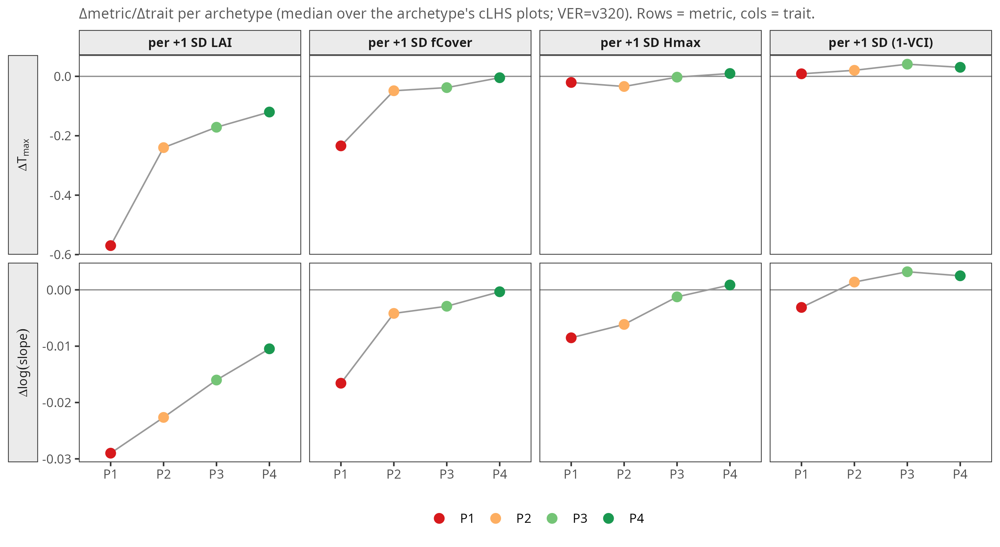 Δmetric/Δtrait per archetype (median over the archetype's cLHS plots; VER=v320). Rows = metric, cols = trait.
per +1 SD LAI
per +1 SD fCover
per +1 SD Hmax
per +1 SD (1-VCI)
ΔTmax
0.0
-0.2
-0.4
-0.6
Δlog(slope)
0.00
-0.01
-0.02
-0.03
P1 P2 P3 P4
P1 P2 P3 P4
P1 P2 P3 P4
P1 P2 P3 P4
P1 P2 P3 P4